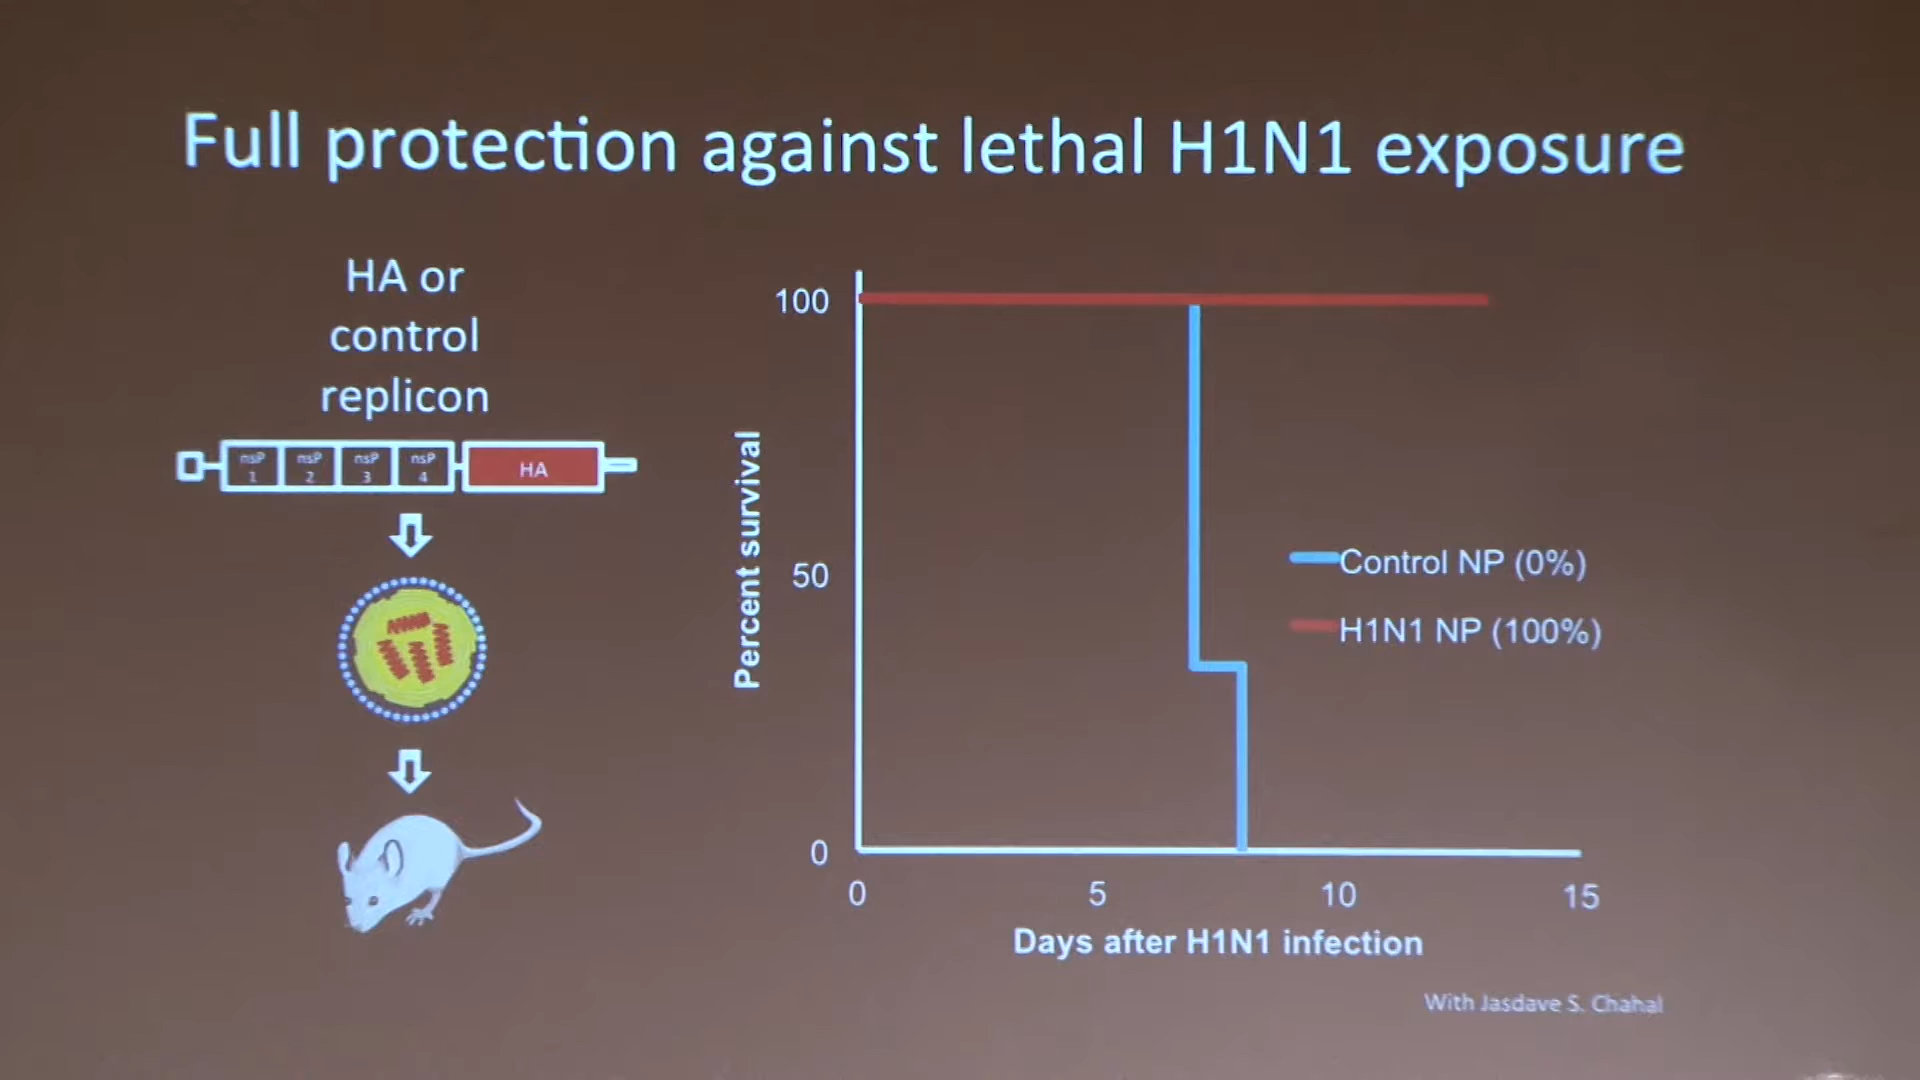 Full protection against lethal H1N1 exposure
HA or
control
replicon
nsP
1
nsP
2
nsP
3
nsP
4
HA
100
50
0
Percent survival
Control NP (0%)
H1N1 NP (100%)
0
5
10
15
Days after H1N1 infection
With Jasdave S. Chahal